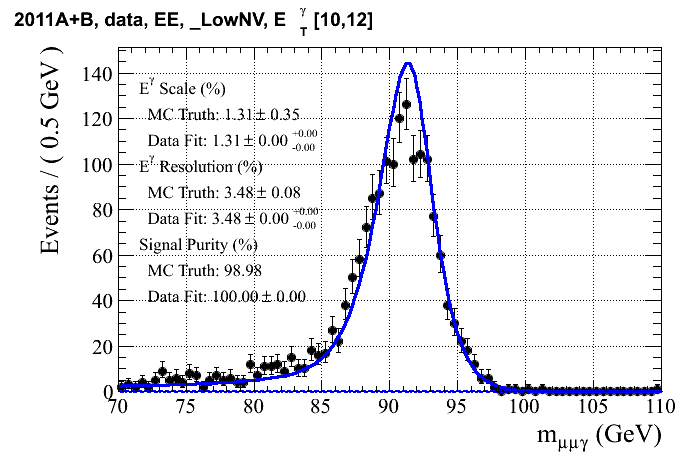 2011A+B, data, EE, _LowNV, E γ T [10,12]
Events / ( 0.5 GeV )
140
120
100
80
60
40
20
0
E^γ Scale (%)
MC Truth: 1.31 ± 0.35
Data Fit: 1.31 ± 0.00 +0.00 -0.00
E^γ Resolution (%)
MC Truth: 3.48 ± 0.08
Data Fit: 3.48 ± 0.00 +0.00 -0.00
Signal Purity (%)
MC Truth: 98.98
Data Fit: 100.00 ± 0.00
70 75 80 85 90 95 100 105 110
m_μμγ (GeV)